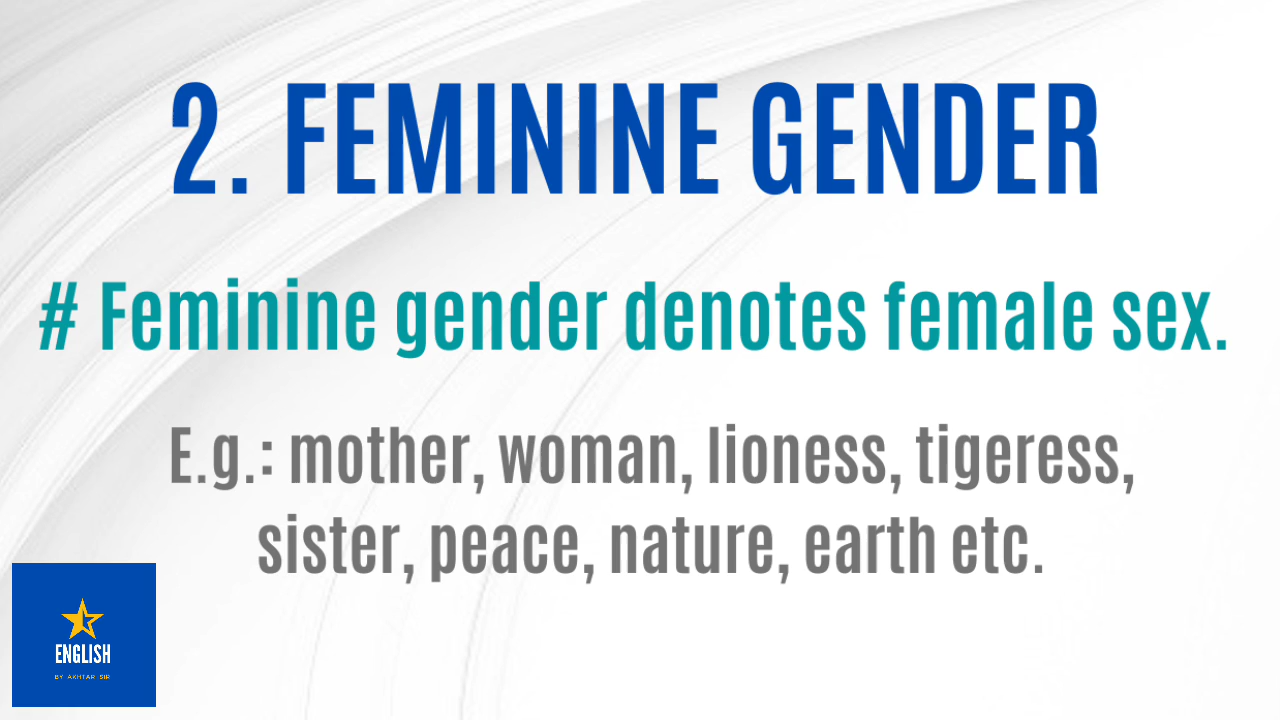 2. FEMININE GENDER
# Feminine gender denotes female sex.
E.g.: mother, woman, lioness, tigeress,
sister, peace, nature, earth etc.
ENGLISH
BY AKHTAR SIR